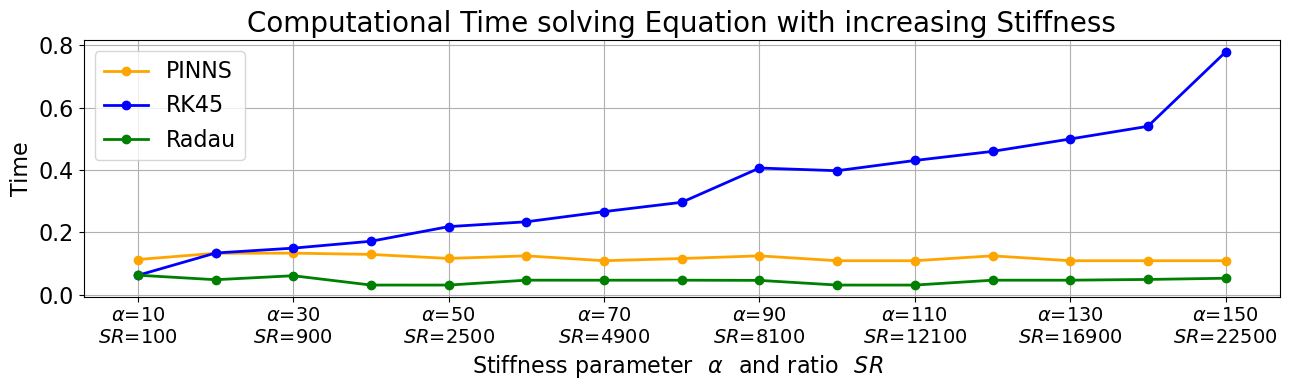 Computational Time solving Equation with increasing Stiffness
0.8
0.6
0.4
0.2
0.0
Time
PINNS
RK45
Radau
α=10 α=30 α=50 α=70 α=90 α=110 α=130 α=150
SR=100 SR=900 SR=2500 SR=4900 SR=8100 SR=12100 SR=16900 SR=22500
Stiffness parameter α and ratio SR